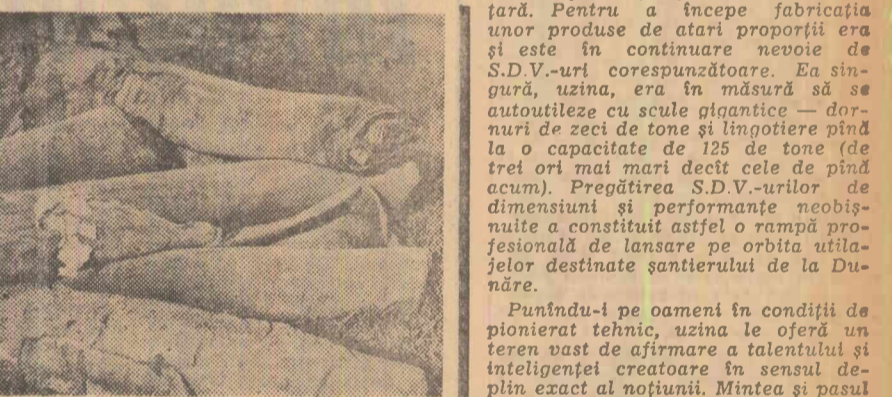 țară. Pentru a începe fabricația
unor produse de atari proporții era
și este în continuare nevoie de
S.D.V.-uri corespunzătoare. Ea sin-
gură, uzina, era în măsură să se
autoutileze cu scule gigantice — dor-
nuri de zeci de tone și lingotiere pînă
la o capacitate de 125 de tone (de
trei ori mai mari decît cele de pînă
acum). Pregătirea S.D.V.-urilor de
dimensiuni și performanțe neobiș-
nuite a constituit astfel o rampă pro-
fesională de lansare pe orbita utila-
jelor destinate șantierului de la Du-
năre.
Punîndu-i pe oameni în condiții de
pionierat tehnic, uzina le oferă un
teren vast de afirmare a talentului și
inteligenței creatoare în sensul de-
plin exact al noțiunii. Mintea și pasul